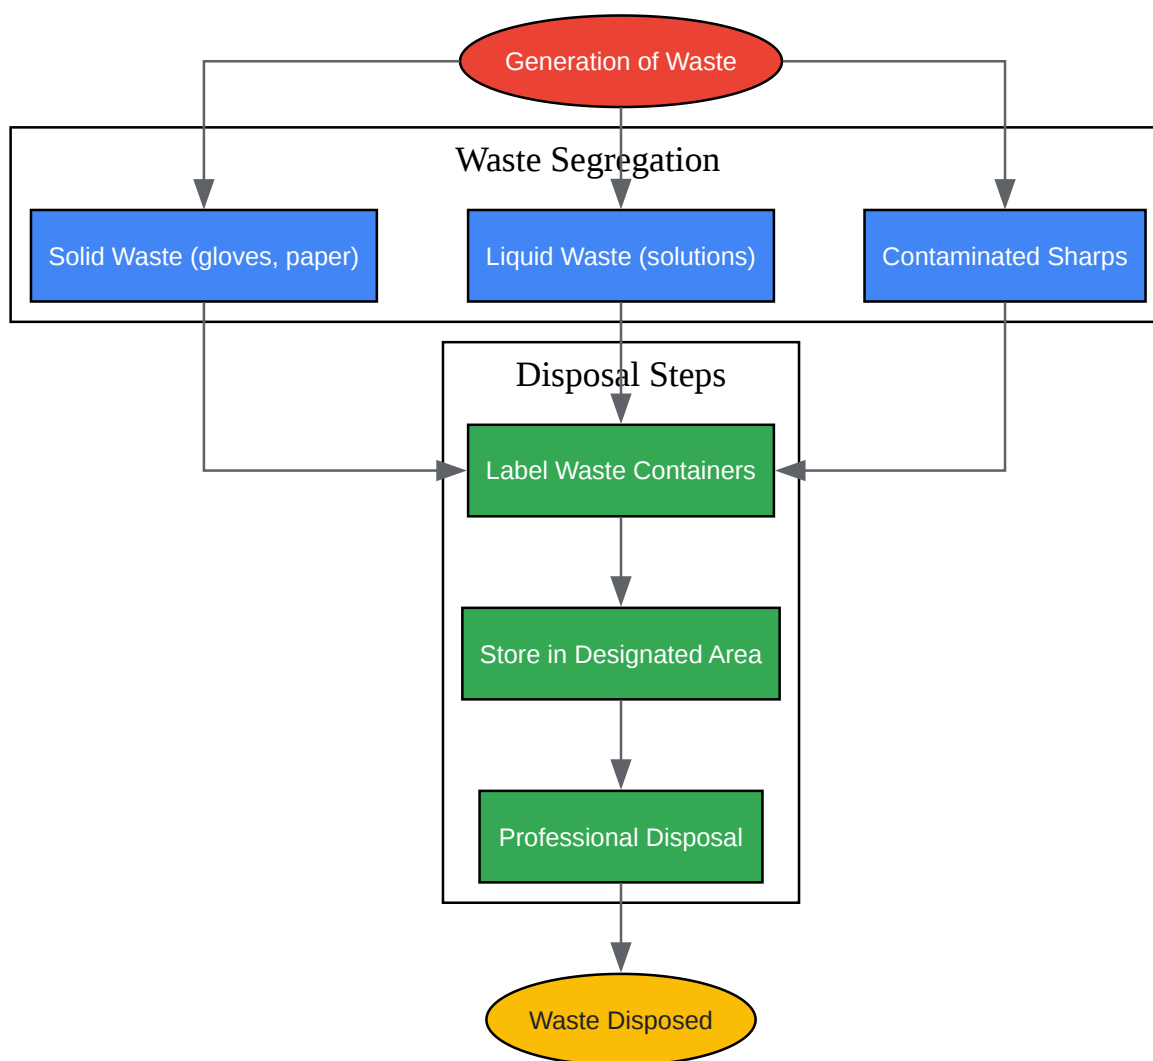 Generation of Waste
Waste Segregation
Solid Waste (gloves, paper)
Liquid Waste (solutions)
Contaminated Sharps
Disposal Steps
Label Waste Containers
Store in Designated Area
Professional Disposal
Waste Disposed